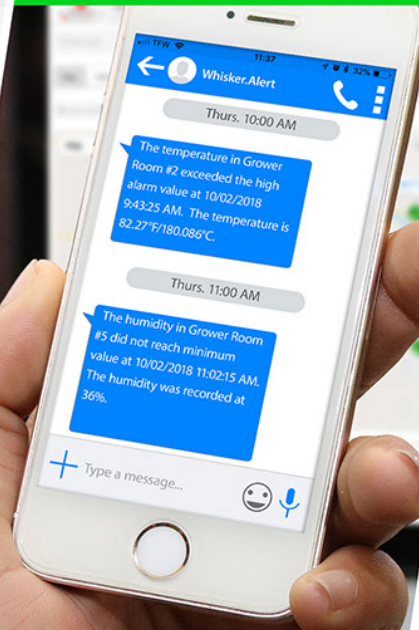 TFW 11:37 32%
Whisker.Alert
Thurs. 10:00 AM
The temperature in Grower
Room #2 exceeded the high
alarm value at 10/02/2018
9:43:25 AM. The temperature is
82.27°F/180.086°C.
Thurs. 11:00 AM
The humidity in Grower Room
#5 did not reach minimum
value at 10/02/2018 11:02:15 AM.
The humidity was recorded at
36%.
Type a message...